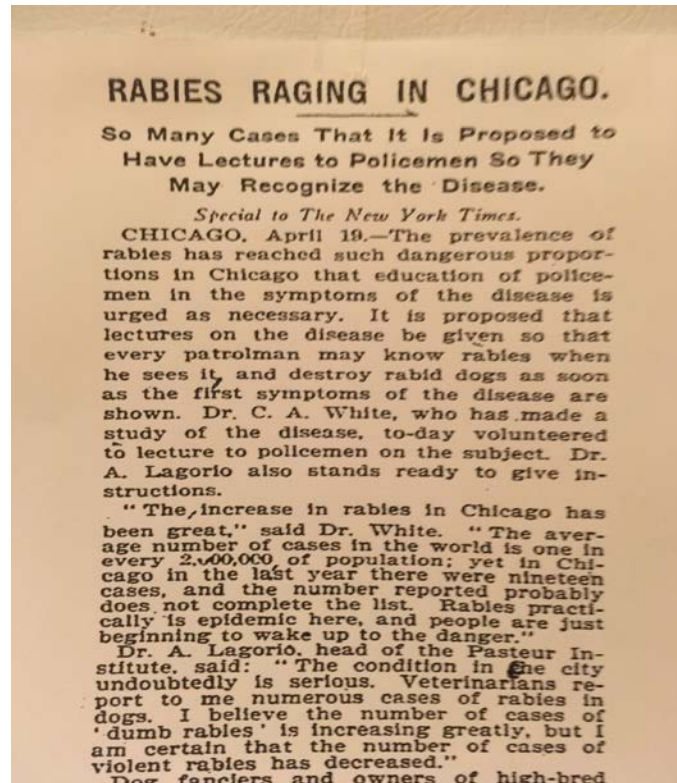 RABIES RAGING IN CHICAGO.
So Many Cases That It Is Proposed to
Have Lectures to Policemen So They
May Recognize the Disease.
Special to The New York Times.
CHICAGO, April 19.—The prevalence of
rabies has reached such dangerous propor-
tions in Chicago that education of police-
men in the symptoms of the disease is
urged as necessary. It is proposed that
lectures on the disease be given so that
every patrolman may know rabies when
he sees it, and destroy rabid dogs as soon
as the first symptoms of the disease are
shown. Dr. C. A. White, who has made a
study of the disease, to-day volunteered
to lecture to policemen on the subject. Dr.
A. Lagorio also stands ready to give in-
structions.
"The increase in rabies in Chicago has
been great," said Dr. White. "The aver-
age number of cases in the world is one in
every 2,000,000 of population; yet in Chi-
cago in the last year there were nineteen
cases, and the number reported probably
does not complete the list. Rabies practi-
cally is epidemic here, and people are just
beginning to wake up to the danger."
Dr. A. Lagorio, head of the Pasteur In-
stitute, said: "The condition in the city
undoubtedly is serious. Veterinarians re-
port to me numerous cases of rabies in
dogs. I believe the number of cases of
'dumb rabies' is increasing greatly, but I
am certain that the number of cases of
violent rabies has decreased."
Dog fanciers and owners of high-bred